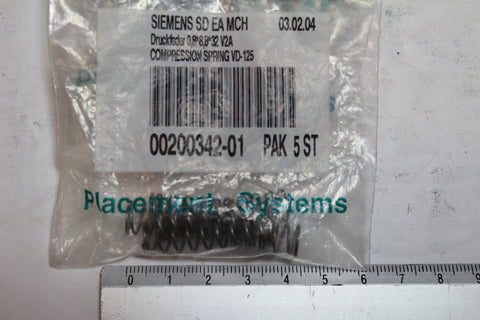 SIEMENS SD EA MCH 03.02.04
Druckfeder 0,8*8,8*32 V2A
COMPRESSION SPRING VD-125
00200342-01 PAK 5 ST
Placement Systems
0 1 2 3 4 5 6 7 8 9